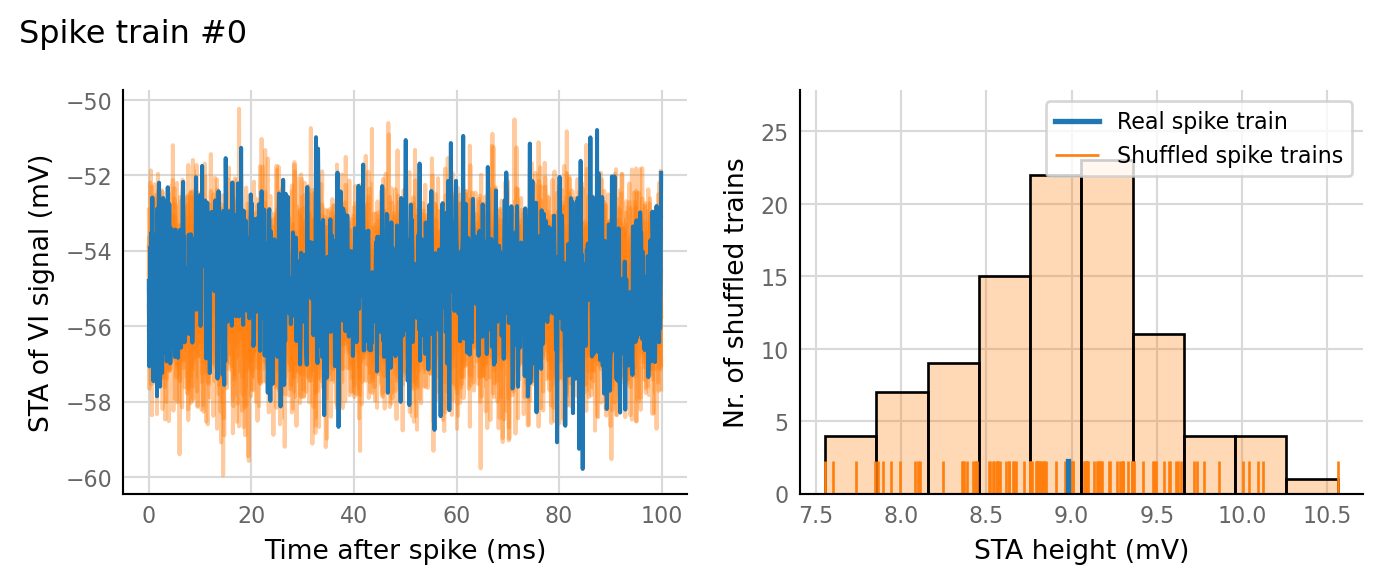 Spike train #0
STA of VI signal (mV)
−50
−52
−54
−56
−58
−60
0 20 40 60 80 100
Time after spike (ms)
Nr. of shuffled trains
25
20
15
10
5
0
7.5 8.0 8.5 9.0 9.5 10.0 10.5
STA height (mV)
Real spike train
Shuffled spike trains